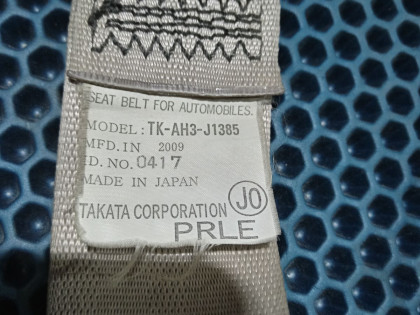 SEAT BELT FOR AUTOMOBILES.
MODEL: TK-AH3-J1385
MFD.IN 2009
ID. NO. 0417
MADE IN JAPAN
TAKATA CORPORATION JO
PRLE